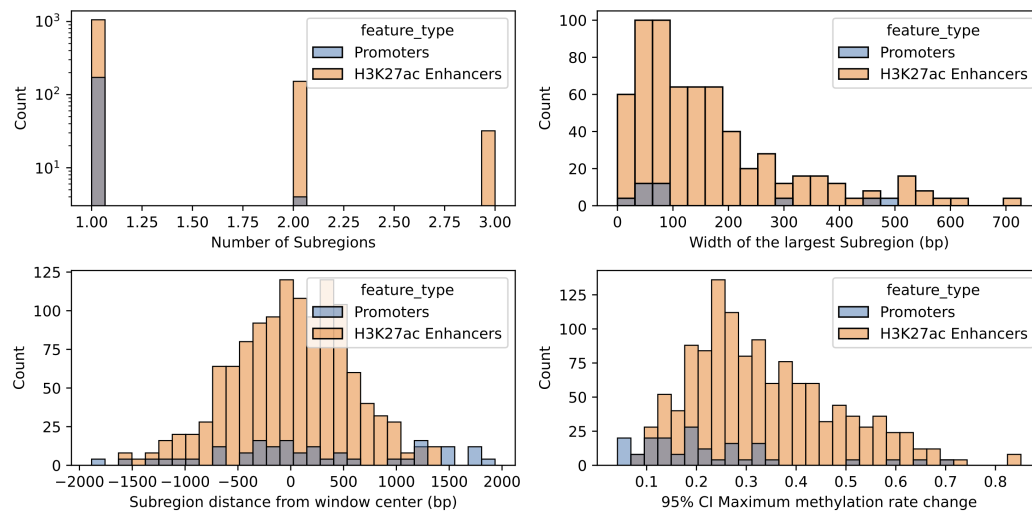 feature_type
Promoters
H3K27ac Enhancers
10³
10²
10¹
Count
1.00 1.25 1.50 1.75 2.00 2.25 2.50 2.75 3.00
Number of Subregions
feature_type
Promoters
H3K27ac Enhancers
100
80
60
40
20
0
Count
0 100 200 300 400 500 600 700
Width of the largest Subregion (bp)
feature_type
Promoters
H3K27ac Enhancers
125
100
75
50
25
0
Count
−2000 −1500 −1000 −500 0 500 1000 1500 2000
Subregion distance from window center (bp)
feature_type
Promoters
H3K27ac Enhancers
125
100
75
50
25
0
Count
0.1 0.2 0.3 0.4 0.5 0.6 0.7 0.8
95% CI Maximum methylation rate change